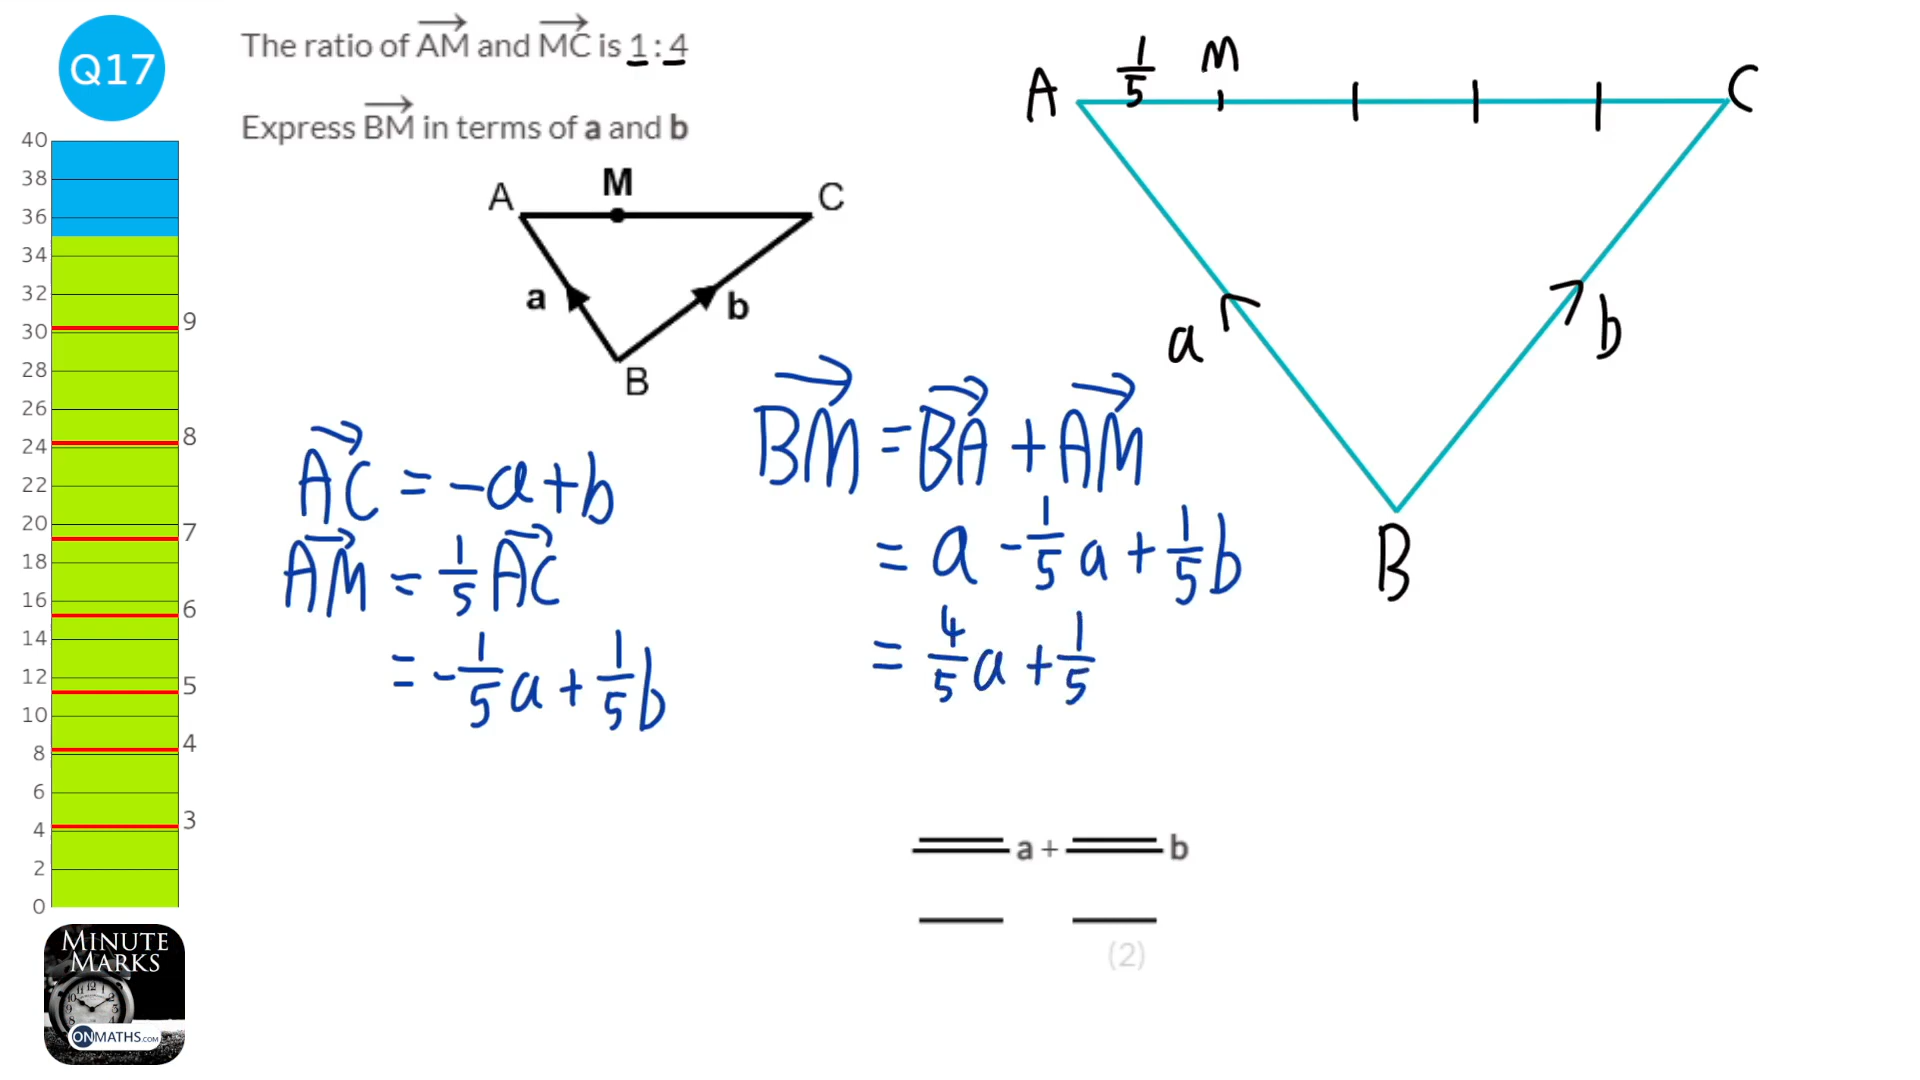 Q17
The ratio of AM and MC is 1 : 4
Express BM in terms of a and b
A M C
a b
B
A 1/5 M C
a b
B
AC = -a+b
AM = 1/5 AC
= -1/5 a + 1/5 b
BM = BA + AM
= a - 1/5 a + 1/5 b
= 4/5 a + 1/5
a + b
(2)
40
38
36
34
32
9
30
28
26
8
24
22
20
7
18
16
6
14
12
5
10
4
8
6
3
4
2
0
MINUTE
MARKS
ONMATHS.COM